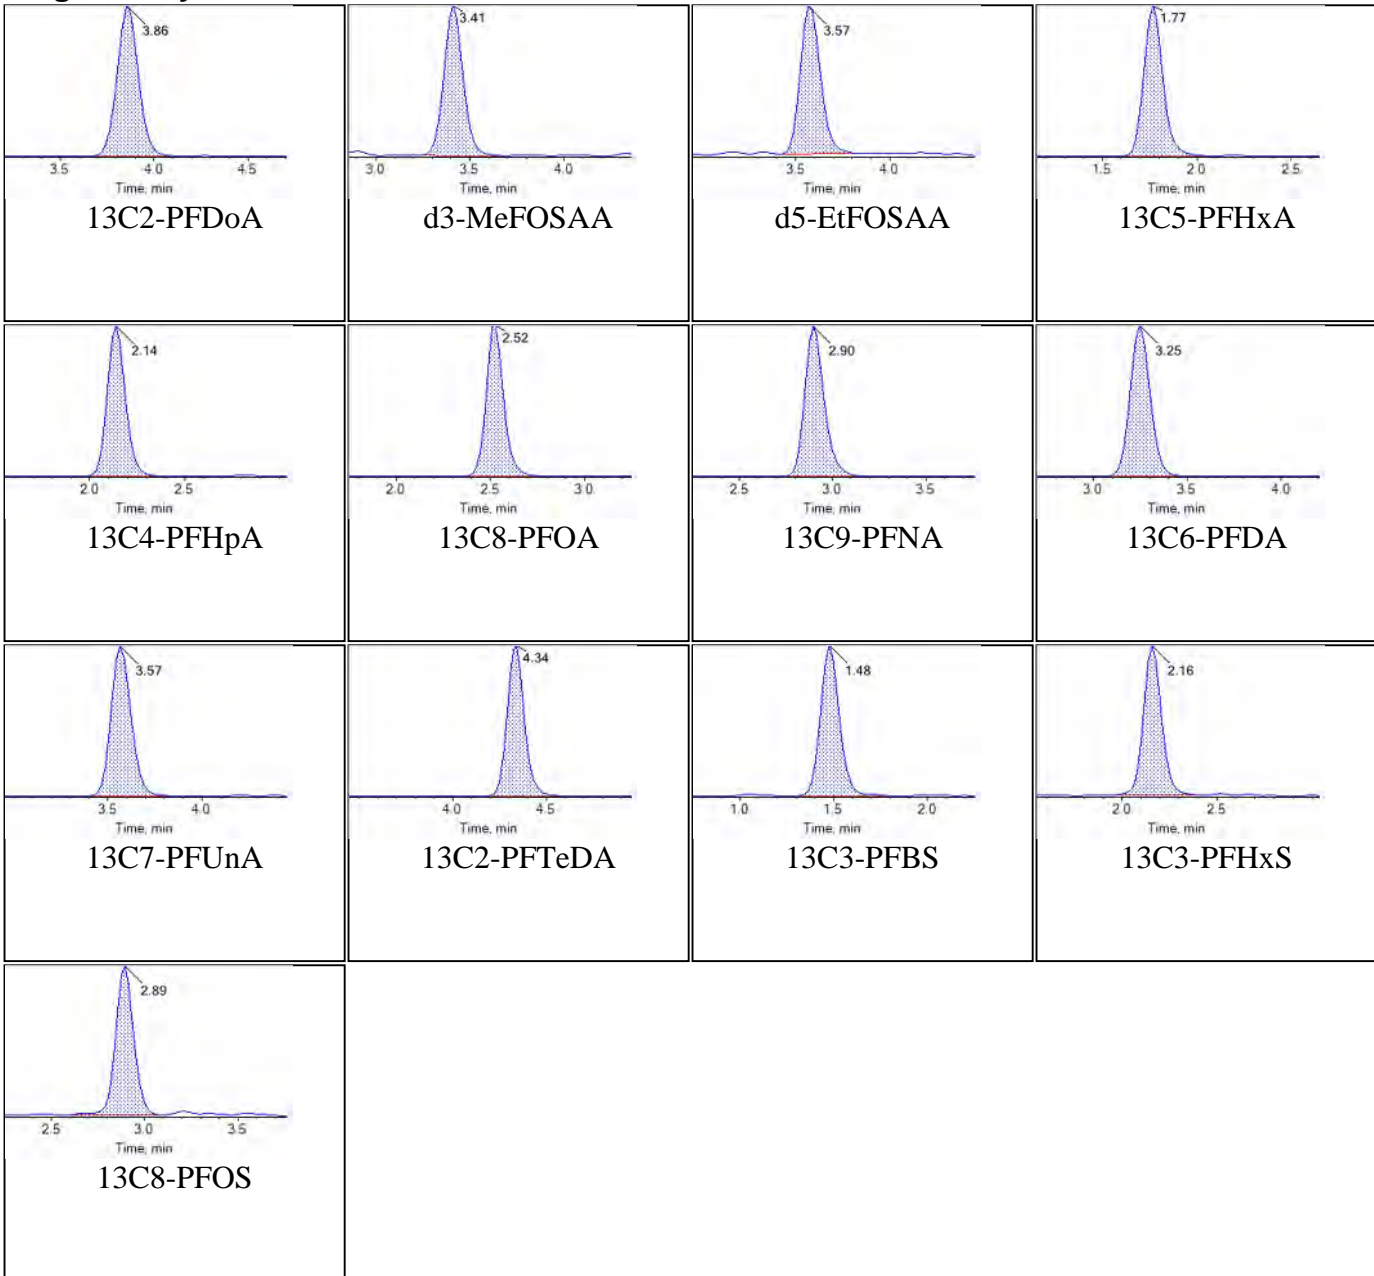 3.86
3.5 4.0 4.5
Time, min
13C2-PFDoA
3.41
3.0 3.5 4.0
Time, min
d3-MeFOSAA
3.57
3.5 4.0
Time, min
d5-EtFOSAA
1.77
1.5 2.0 2.5
Time, min
13C5-PFHxA
2.14
2.0 2.5
Time, min
13C4-PFHpA
2.52
2.0 2.5 3.0
Time, min
13C8-PFOA
2.90
2.5 3.0 3.5
Time, min
13C9-PFNA
3.25
3.0 3.5 4.0
Time, min
13C6-PFDA
3.57
3.5 4.0
Time, min
13C7-PFUnA
4.34
4.0 4.5
Time, min
13C2-PFTeDA
1.48
1.0 1.5 2.0
Time, min
13C3-PFBS
2.16
2.0 2.5
Time, min
13C3-PFHxS
2.89
2.5 3.0 3.5
Time, min
13C8-PFOS